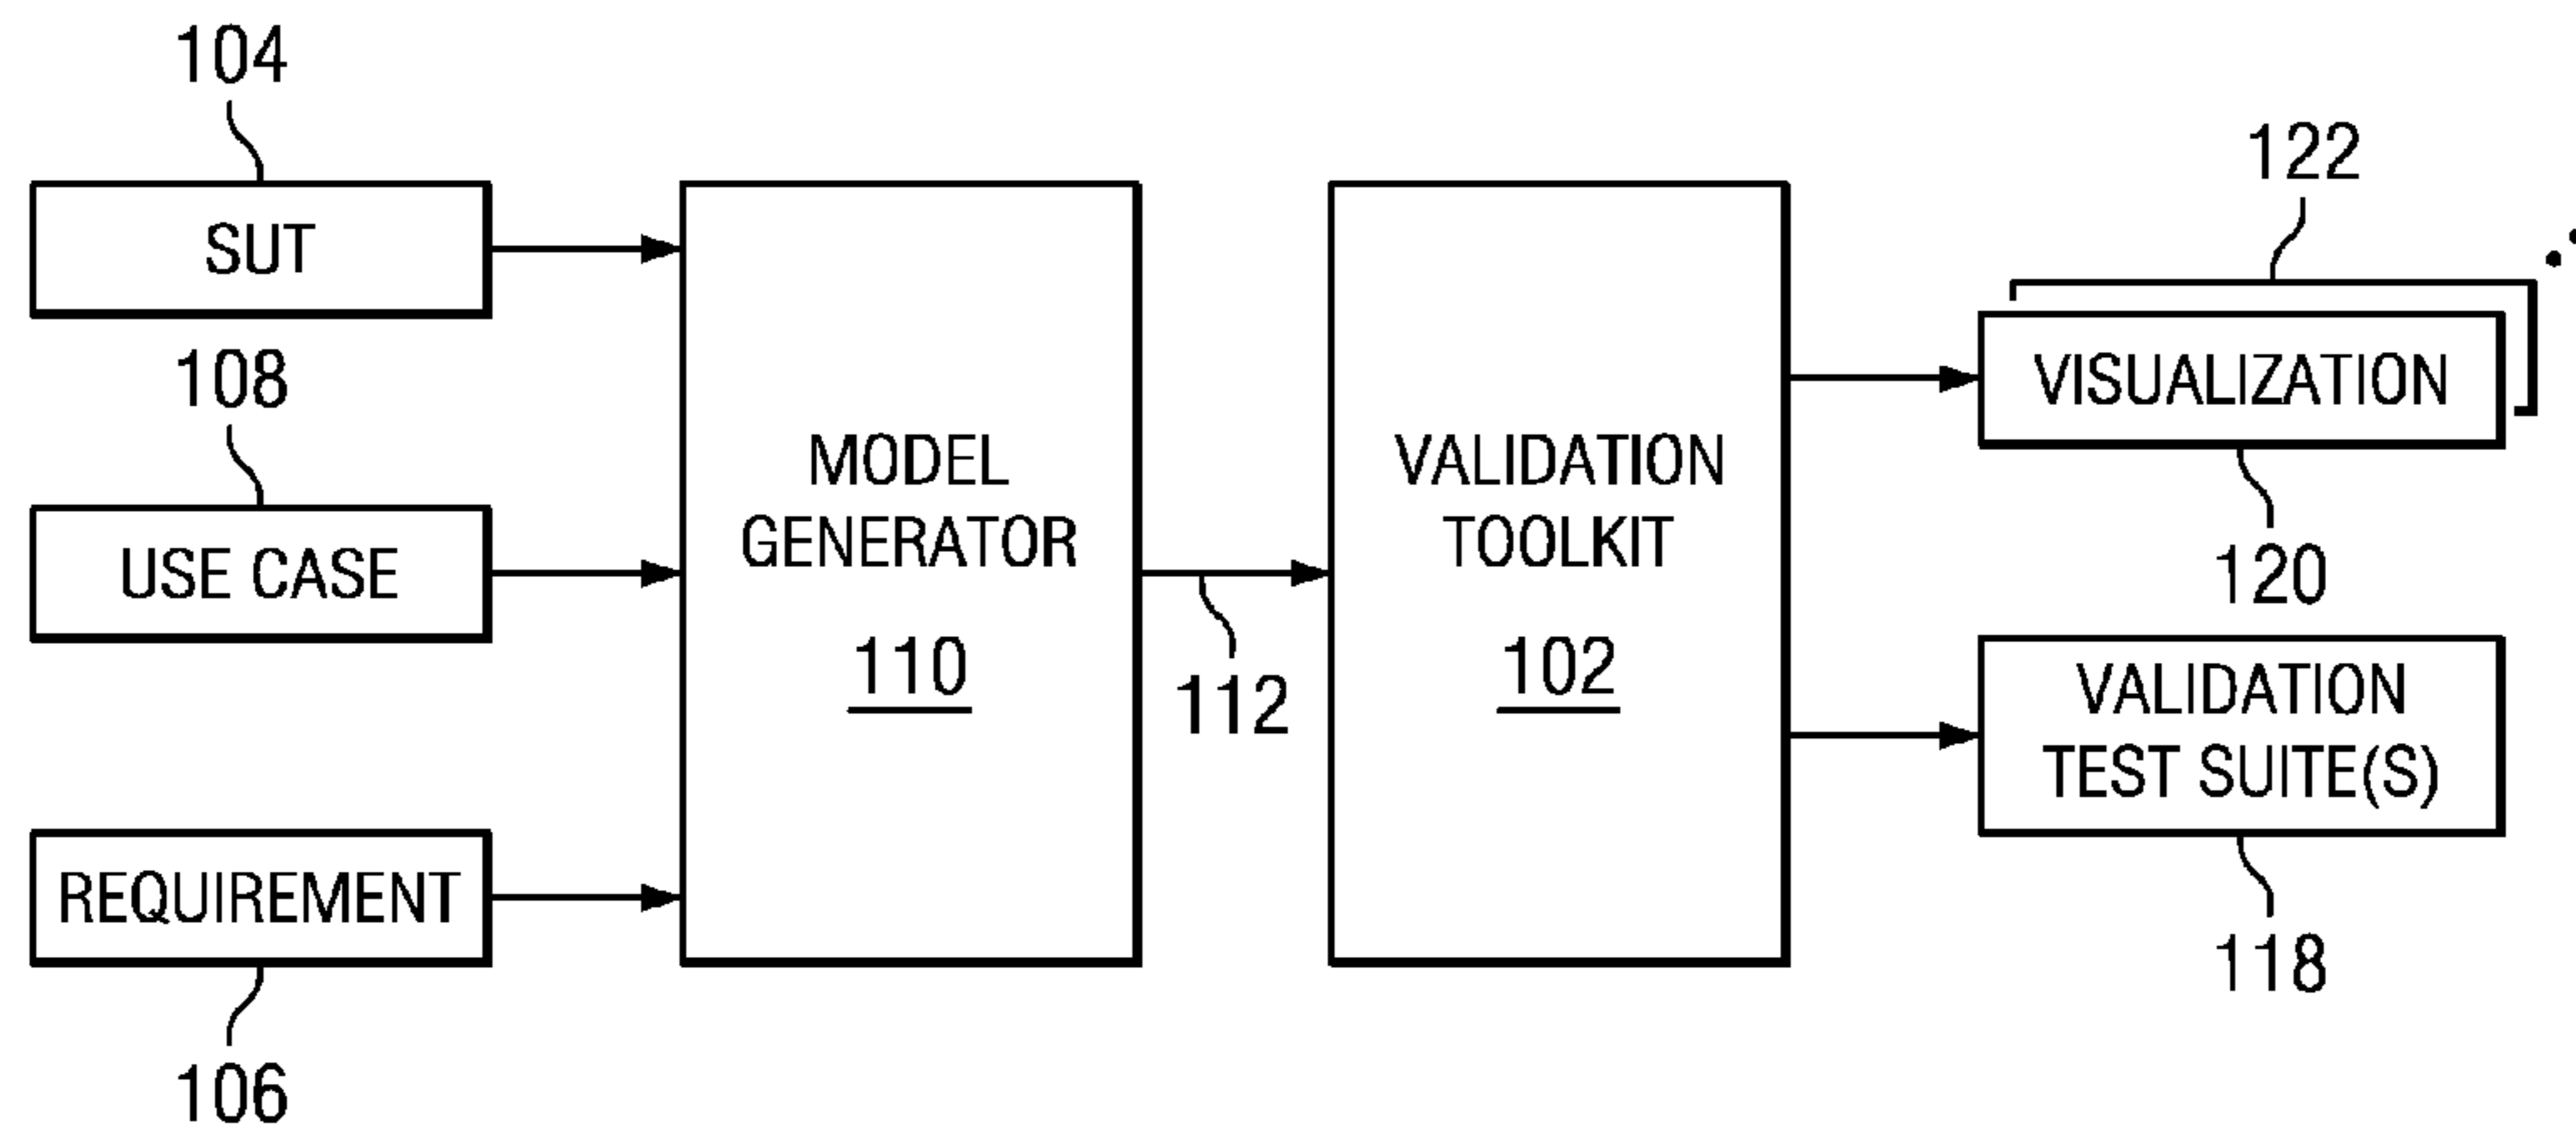 104
SUT
108
USE CASE
REQUIREMENT
106
MODEL
GENERATOR
110
112
VALIDATION
TOOLKIT
102
122
VISUALIZATION
120
VALIDATION
TEST SUITE(S)
118